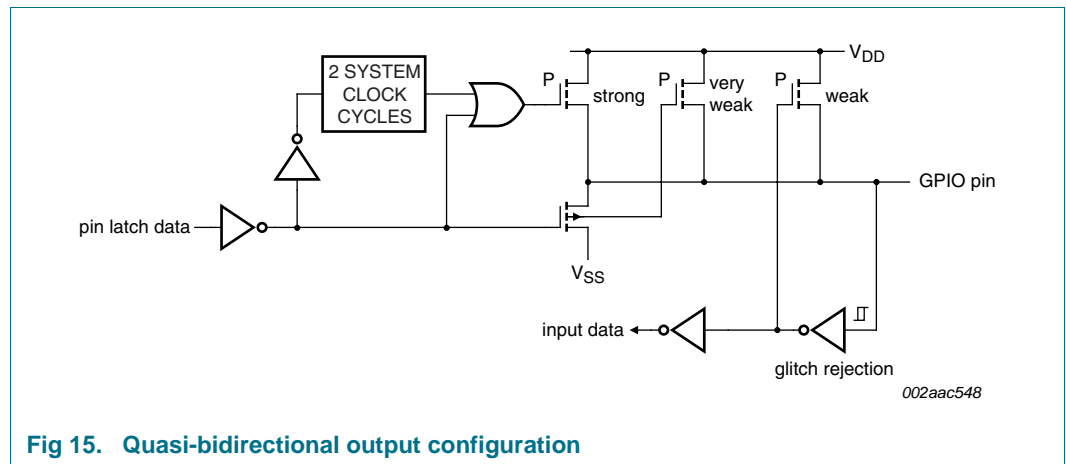 2 SYSTEM
CLOCK
CYCLES
P
strong
P
very
weak
P
weak
VDD
GPIO pin
pin latch data
VSS
input data
glitch rejection
002aac548
Fig 15. Quasi-bidirectional output configuration